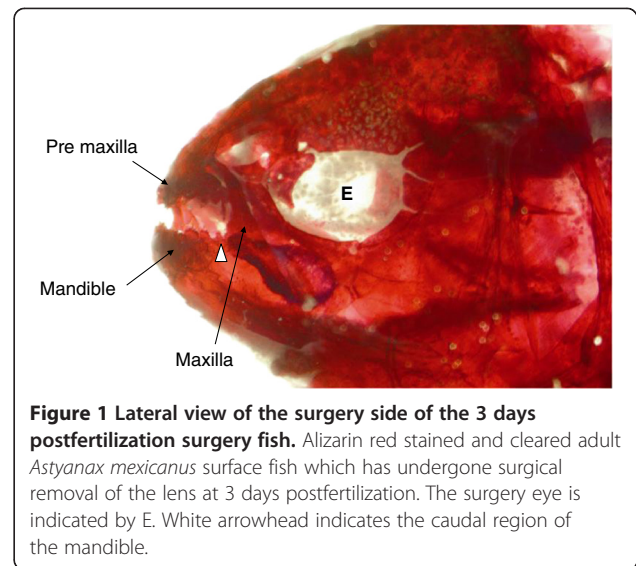 Pre maxilla
E
Mandible
Maxilla
Figure 1 Lateral view of the surgery side of the 3 days
postfertilization surgery fish. Alizarin red stained and cleared adult
Astyanax mexicanus surface fish which has undergone surgical
removal of the lens at 3 days postfertilization. The surgery eye is
indicated by E. White arrowhead indicates the caudal region of
the mandible.